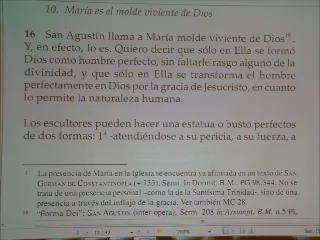 10. María es el molde viviente de Dios
16 San Agustín llama a María molde viviente de Dios18.
Y, en efecto, lo es. Quiero decir que sólo en Ella se formó
Dios como hombre perfecto, sin faltarle rasgo alguno de la
divinidad, y que sólo en Ella se transforma el hombre
perfectamente en Dios por la gracia de Jesucristo, en cuanto
lo permite la naturaleza humana.
Los escultores pueden hacer una estatua o busto perfectos
de dos formas: 1ª -atendiéndose a su pericia, a su fuerza, a
17 La presencia de María en la Iglesia se encuentra ya afirmada en un texto de SAN
GERMÁN DE CONSTANTINOPLA (+ 733), Serm. In Dormit. B.M. PG 98,344. No se
trata de una presencia personal –como la de la Santísima Trinidad-, sino de una
presencia a través del influjo de la gracia. Ver también MC 28.
18 "Forma Dei": SAN AGUSTÍN (inter opera), Serm. 208 in Assumpt. B.M. n.5:PL